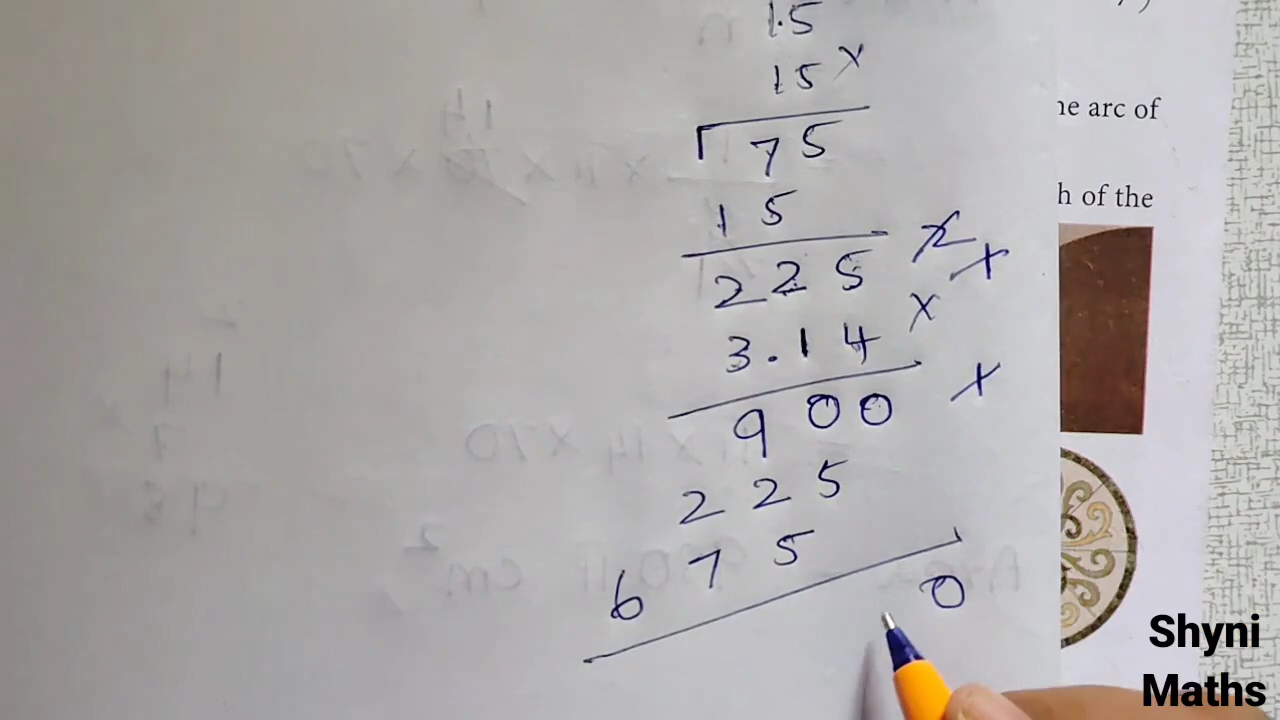 1.5
15 x
75
15
225 x
3.14 x
900 x
225
675
0
he arc of
h of the
Shyni
Maths